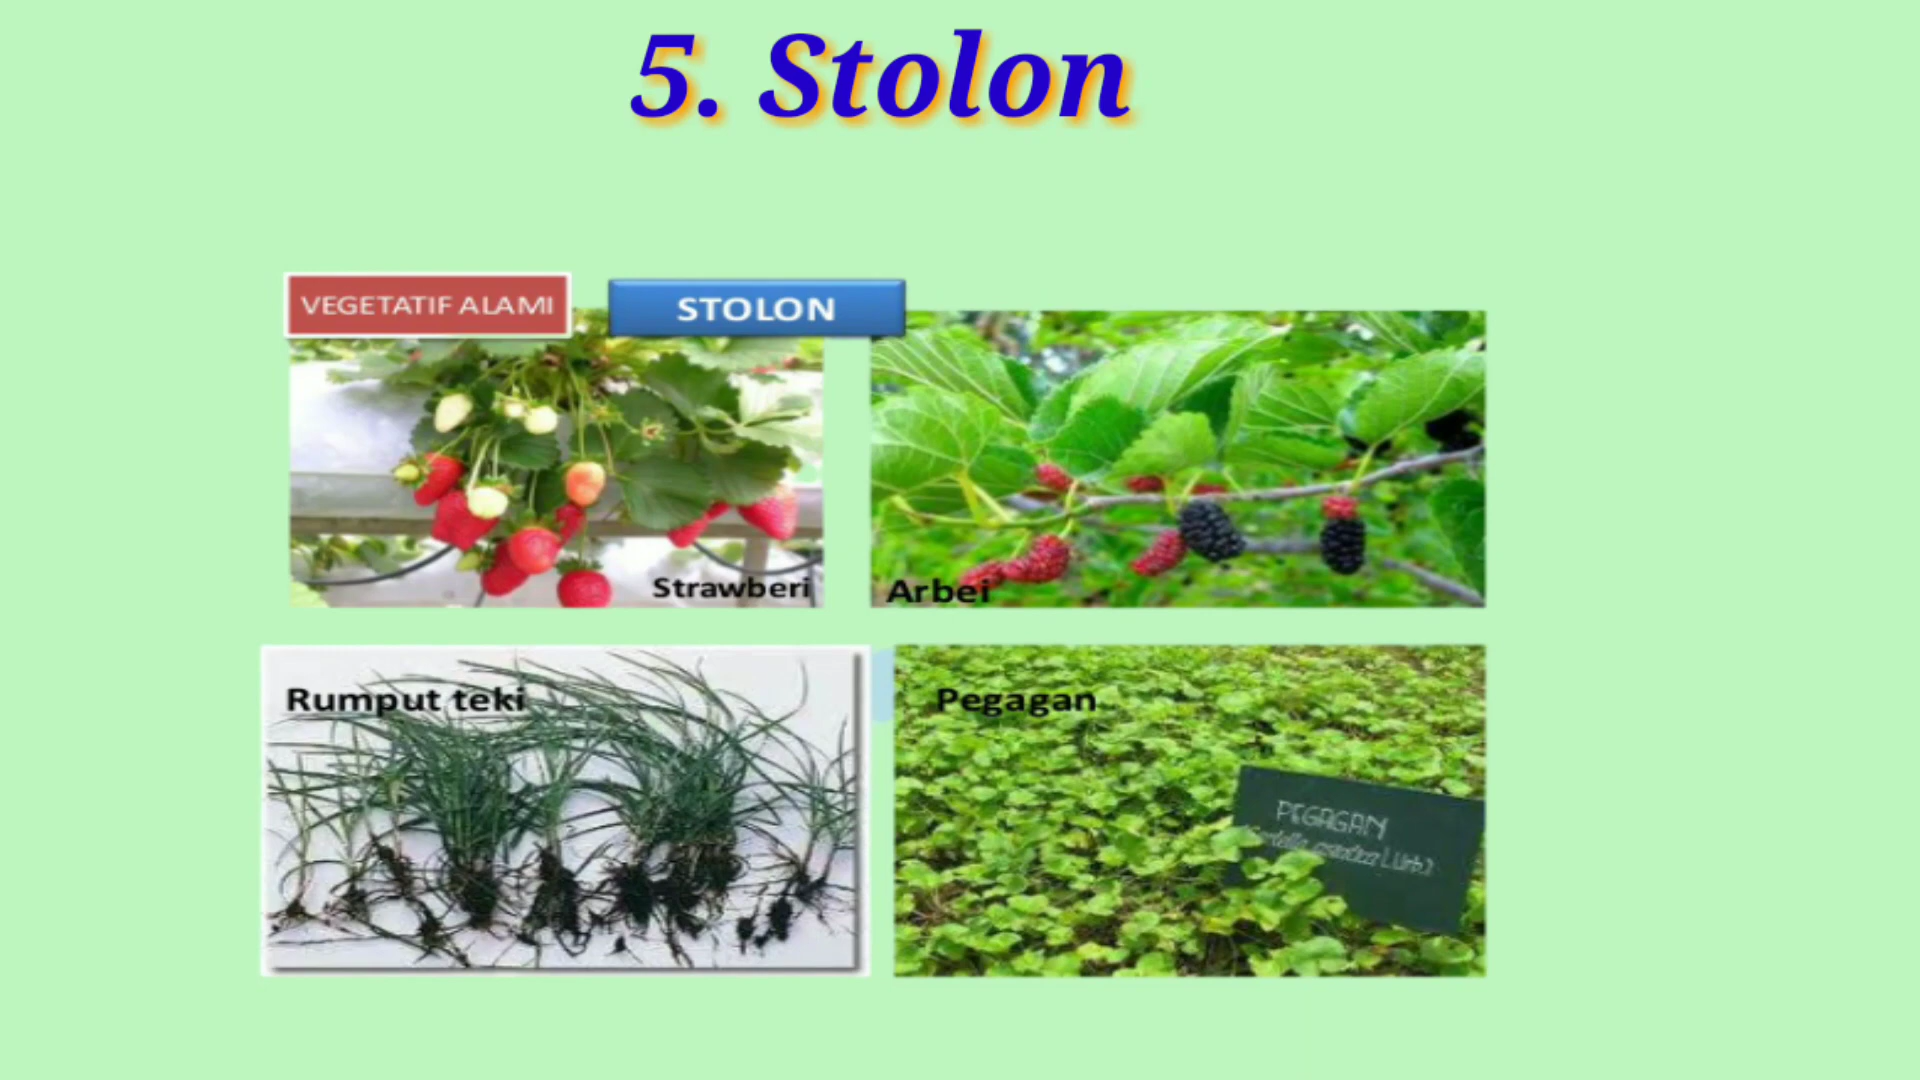 5. Stolon
VEGETATIF ALAMI
STOLON
Strawberi
Arbei
Rumput teki
Pegagan
PEGAGAN